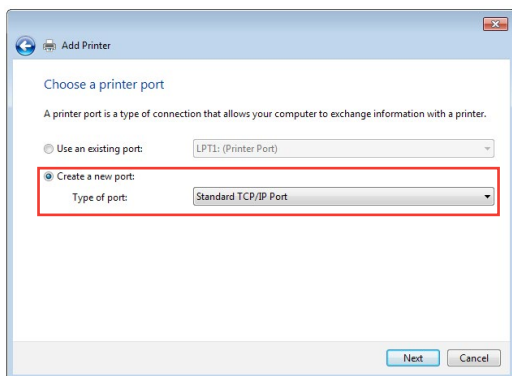 Add Printer
Choose a printer port
A printer port is a type of connection that allows your computer to exchange information with a printer.
Use an existing port: LPT1: (Printer Port)
Create a new port:
Type of port: Standard TCP/IP Port
Next Cancel